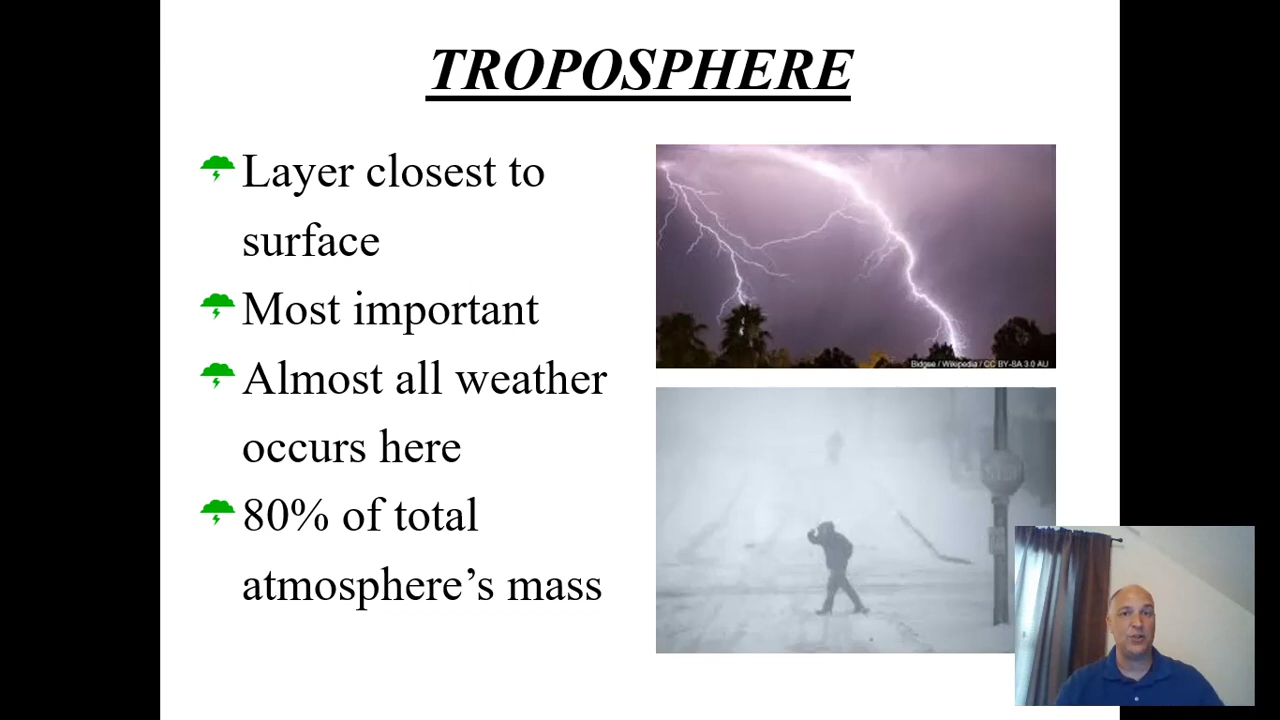 TROPOSPHERE
Layer closest to
surface
Most important
Almost all weather
occurs here
80% of total
atmosphere’s mass
Bidgee / Wikipedia / CC BY-SA 3.0 AU
STOP